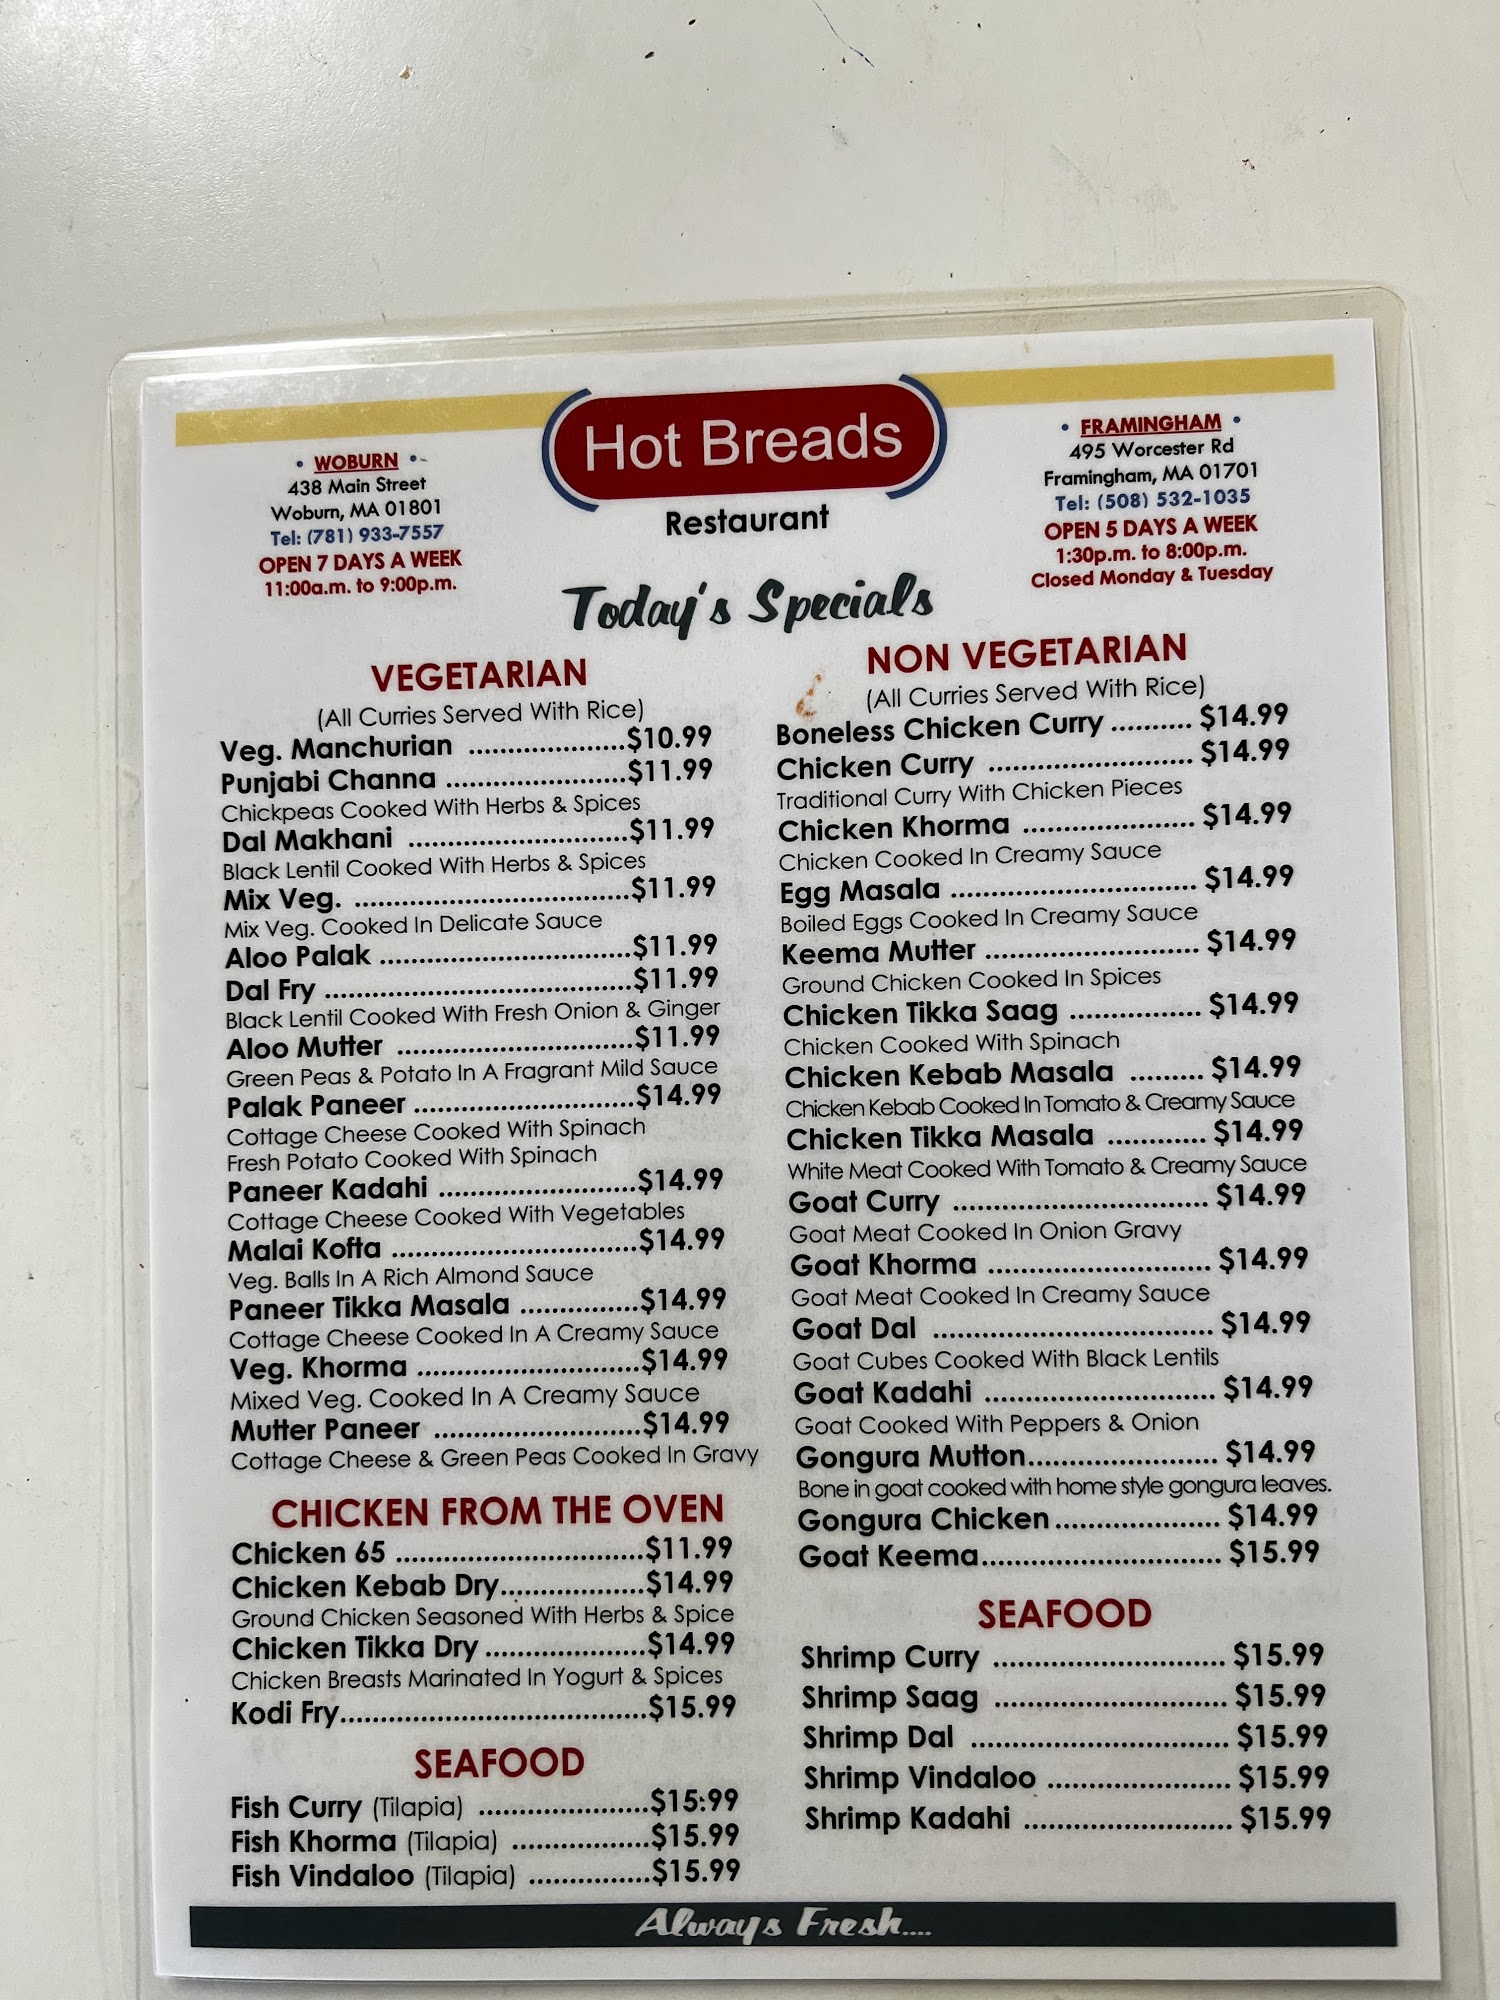 Hot Breads
Restaurant
• WOBURN •
438 Main Street
Woburn, MA 01801
Tel: (781) 933-7557
OPEN 7 DAYS A WEEK
11:00a.m. to 9:00p.m.
• FRAMINGHAM •
495 Worcester Rd
Framingham, MA 01701
Tel: (508) 532-1035
OPEN 5 DAYS A WEEK
1:30p.m. to 8:00p.m.
Closed Monday & Tuesday
Today's Specials
VEGETARIAN
(All Curries Served With Rice)
Veg. Manchurian ......................$10.99
Punjabi Channa ..........................$11.99
Chickpeas Cooked With Herbs & Spices
Dal Makhani ...............................$11.99
Black Lentil Cooked With Herbs & Spices
Mix Veg. .......................................$11.99
Mix Veg. Cooked In Delicate Sauce
Aloo Palak ....................................$11.99
Dal Fry ............................................$11.99
Black Lentil Cooked With Fresh Onion & Ginger
Aloo Mutter ..................................$11.99
Green Peas & Potato In A Fragrant Mild Sauce
Palak Paneer ................................$14.99
Cottage Cheese Cooked With Spinach
Fresh Potato Cooked With Spinach
Paneer Kadahi ............................$14.99
Cottage Cheese Cooked With Vegetables
Malai Kofta ...................................$14.99
Veg. Balls In A Rich Almond Sauce
Paneer Tikka Masala .................$14.99
Cottage Cheese Cooked In A Creamy Sauce
Veg. Khorma ................................$14.99
Mixed Veg. Cooked In A Creamy Sauce
Mutter Paneer ..............................$14.99
Cottage Cheese & Green Peas Cooked In Gravy
CHICKEN FROM THE OVEN
Chicken 65 ...................................$11.99
Chicken Kebab Dry.....................$14.99
Ground Chicken Seasoned With Herbs & Spice
Chicken Tikka Dry .......................$14.99
Chicken Breasts Marinated In Yogurt & Spices
Kodi Fry............................................$15.99
SEAFOOD
Fish Curry (Tilapia) ........................$15.99
Fish Khorma (Tilapia) ....................$15.99
Fish Vindaloo (Tilapia) .................$15.99
NON VEGETARIAN
(All Curries Served With Rice)
Boneless Chicken Curry .......... $14.99
Chicken Curry .......................... $14.99
Traditional Curry With Chicken Pieces
Chicken Khorma ...................... $14.99
Chicken Cooked In Creamy Sauce
Egg Masala ................................ $14.99
Boiled Eggs Cooked In Creamy Sauce
Keema Mutter ............................ $14.99
Ground Chicken Cooked In Spices
Chicken Tikka Saag ................. $14.99
Chicken Cooked With Spinach
Chicken Kebab Masala ......... $14.99
Chicken Kebab Cooked In Tomato & Creamy Sauce
Chicken Tikka Masala ............ $14.99
White Meat Cooked With Tomato & Creamy Sauce
Goat Curry ................................. $14.99
Goat Meat Cooked In Onion Gravy
Goat Khorma ............................. $14.99
Goat Meat Cooked In Creamy Sauce
Goat Dal .................................... $14.99
Goat Cubes Cooked With Black Lentils
Goat Kadahi .............................. $14.99
Goat Cooked With Peppers & Onion
Gongura Mutton........................ $14.99
Bone in goat cooked with home style gongura leaves.
Gongura Chicken..................... $14.99
Goat Keema............................... $15.99
SEAFOOD
Shrimp Curry .............................. $15.99
Shrimp Saag .............................. $15.99
Shrimp Dal ................................. $15.99
Shrimp Vindaloo ........................ $15.99
Shrimp Kadahi ........................... $15.99
Always Fresh....